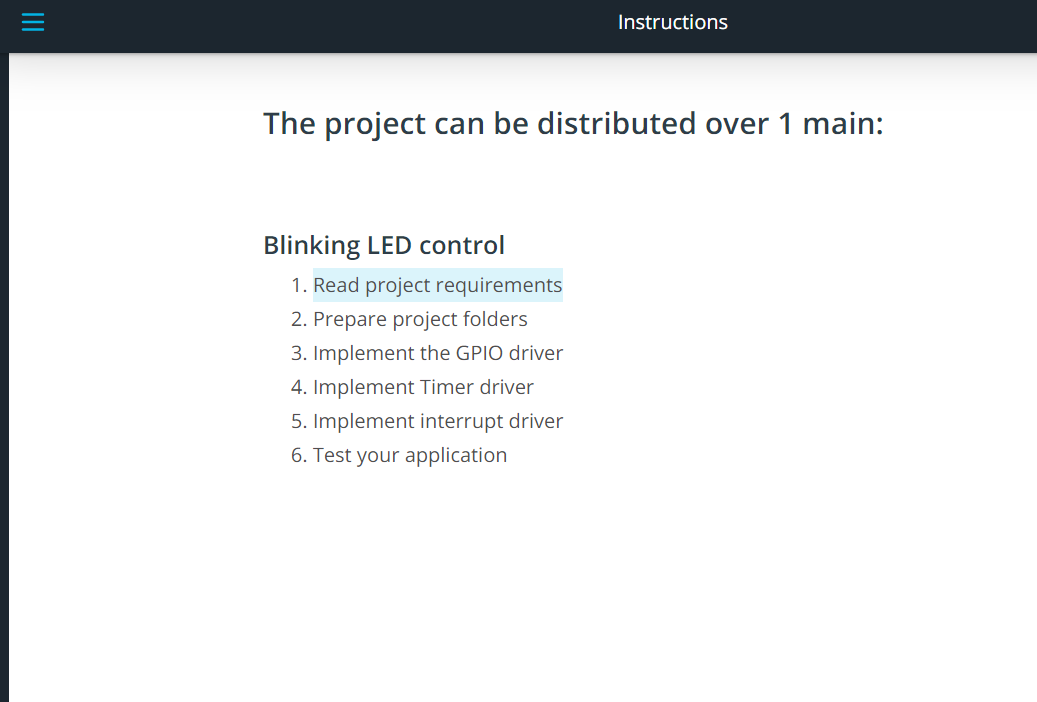 Instructions
The project can be distributed over 1 main:
Blinking LED control
1. Read project requirements
2. Prepare project folders
3. Implement the GPIO driver
4. Implement Timer driver
5. Implement interrupt driver
6. Test your application